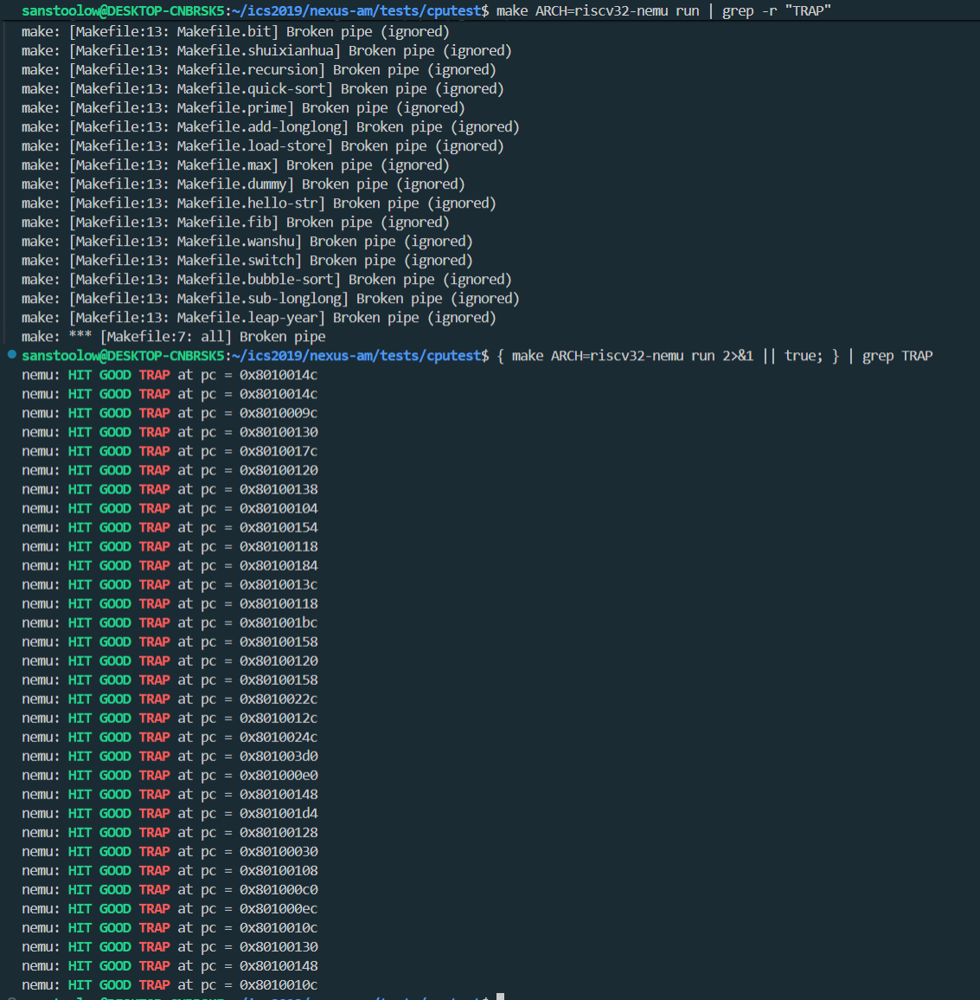 sanstoolow@DESKTOP-CNBRSK5:~/ics2019/nexus-am/tests/cputest$ make ARCH=riscv32-nemu run | grep -r "TRAP"
make: [Makefile:13: Makefile.bit] Broken pipe (ignored)
make: [Makefile:13: Makefile.shuixianhua] Broken pipe (ignored)
make: [Makefile:13: Makefile.recursion] Broken pipe (ignored)
make: [Makefile:13: Makefile.quick-sort] Broken pipe (ignored)
make: [Makefile:13: Makefile.prime] Broken pipe (ignored)
make: [Makefile:13: Makefile.add-longlong] Broken pipe (ignored)
make: [Makefile:13: Makefile.load-store] Broken pipe (ignored)
make: [Makefile:13: Makefile.max] Broken pipe (ignored)
make: [Makefile:13: Makefile.dummy] Broken pipe (ignored)
make: [Makefile:13: Makefile.hello-str] Broken pipe (ignored)
make: [Makefile:13: Makefile.fib] Broken pipe (ignored)
make: [Makefile:13: Makefile.wanshu] Broken pipe (ignored)
make: [Makefile:13: Makefile.switch] Broken pipe (ignored)
make: [Makefile:13: Makefile.bubble-sort] Broken pipe (ignored)
make: [Makefile:13: Makefile.sub-longlong] Broken pipe (ignored)
make: [Makefile:13: Makefile.leap-year] Broken pipe (ignored)
make: *** [Makefile:7: all] Broken pipe
sanstoolow@DESKTOP-CNBRSK5:~/ics2019/nexus-am/tests/cputest$ { make ARCH=riscv32-nemu run 2>&1 || true; } | grep TRAP
nemu: HIT GOOD TRAP at pc = 0x8010014c
nemu: HIT GOOD TRAP at pc = 0x8010014c
nemu: HIT GOOD TRAP at pc = 0x8010009c
nemu: HIT GOOD TRAP at pc = 0x80100130
nemu: HIT GOOD TRAP at pc = 0x8010017c
nemu: HIT GOOD TRAP at pc = 0x80100120
nemu: HIT GOOD TRAP at pc = 0x80100138
nemu: HIT GOOD TRAP at pc = 0x80100104
nemu: HIT GOOD TRAP at pc = 0x80100154
nemu: HIT GOOD TRAP at pc = 0x80100118
nemu: HIT GOOD TRAP at pc = 0x80100184
nemu: HIT GOOD TRAP at pc = 0x8010013c
nemu: HIT GOOD TRAP at pc = 0x80100118
nemu: HIT GOOD TRAP at pc = 0x801001bc
nemu: HIT GOOD TRAP at pc = 0x80100158
nemu: HIT GOOD TRAP at pc = 0x80100120
nemu: HIT GOOD TRAP at pc = 0x80100158
nemu: HIT GOOD TRAP at pc = 0x8010022c
nemu: HIT GOOD TRAP at pc = 0x8010012c
nemu: HIT GOOD TRAP at pc = 0x8010024c
nemu: HIT GOOD TRAP at pc = 0x801003d0
nemu: HIT GOOD TRAP at pc = 0x801000e0
nemu: HIT GOOD TRAP at pc = 0x80100148
nemu: HIT GOOD TRAP at pc = 0x801001d4
nemu: HIT GOOD TRAP at pc = 0x80100128
nemu: HIT GOOD TRAP at pc = 0x80100030
nemu: HIT GOOD TRAP at pc = 0x80100108
nemu: HIT GOOD TRAP at pc = 0x801000c0
nemu: HIT GOOD TRAP at pc = 0x801000ec
nemu: HIT GOOD TRAP at pc = 0x8010010c
nemu: HIT GOOD TRAP at pc = 0x80100130
nemu: HIT GOOD TRAP at pc = 0x80100148
nemu: HIT GOOD TRAP at pc = 0x8010010c
sanstoolow@DESKTOP-CNBRSK5:~/ics2019/nexus-am/tests/cputest$